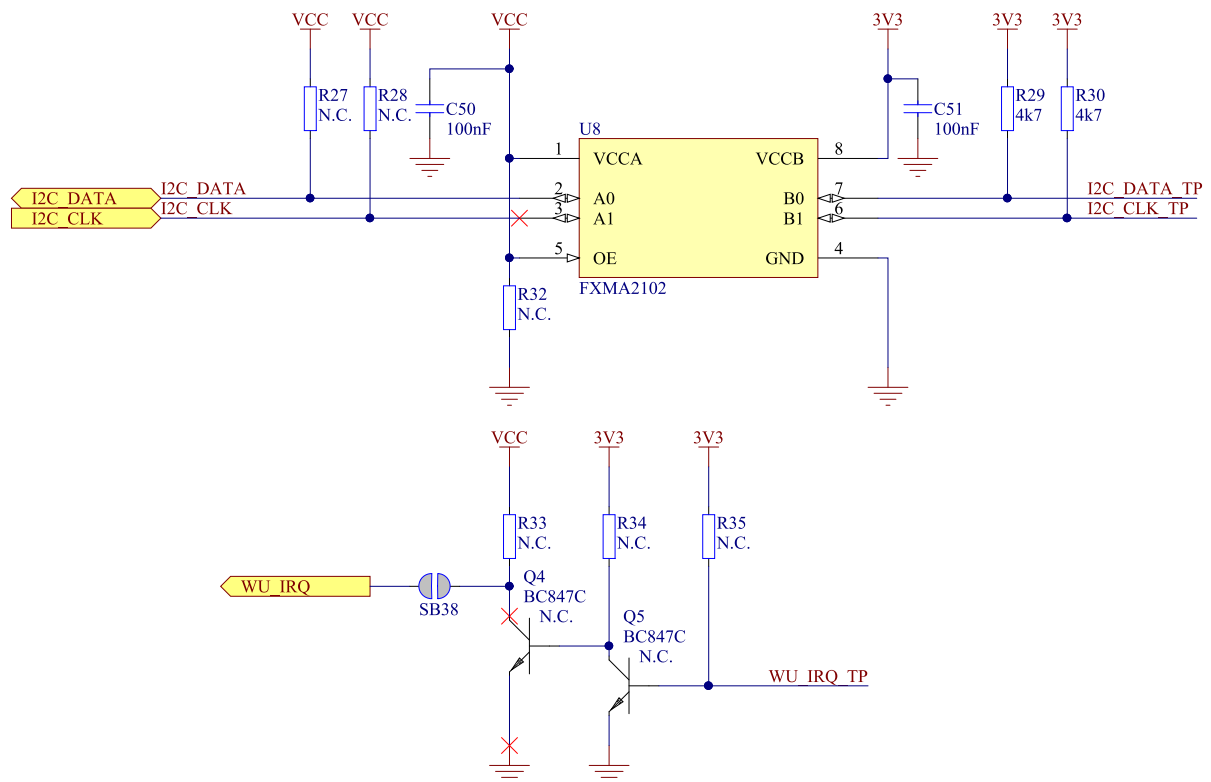 VCC
VCC
VCC
3V3
3V3
3V3
R27
N.C.
R28
N.C.
C50
100nF
C51
100nF
R29
4k7
R30
4k7
U8
1
VCCA
VCCB
8
I2C_DATA
I2C_DATA
2
A0
B0
7
I2C_DATA_TP
I2C_CLK
I2C_CLK
3
A1
B1
6
I2C_CLK_TP
5
OE
GND
4
FXMA2102
R32
N.C.
VCC
3V3
3V3
R33
N.C.
R34
N.C.
R35
N.C.
WU_IRQ
SB38
Q4
BC847C
N.C.
Q5
BC847C
N.C.
WU_IRQ_TP